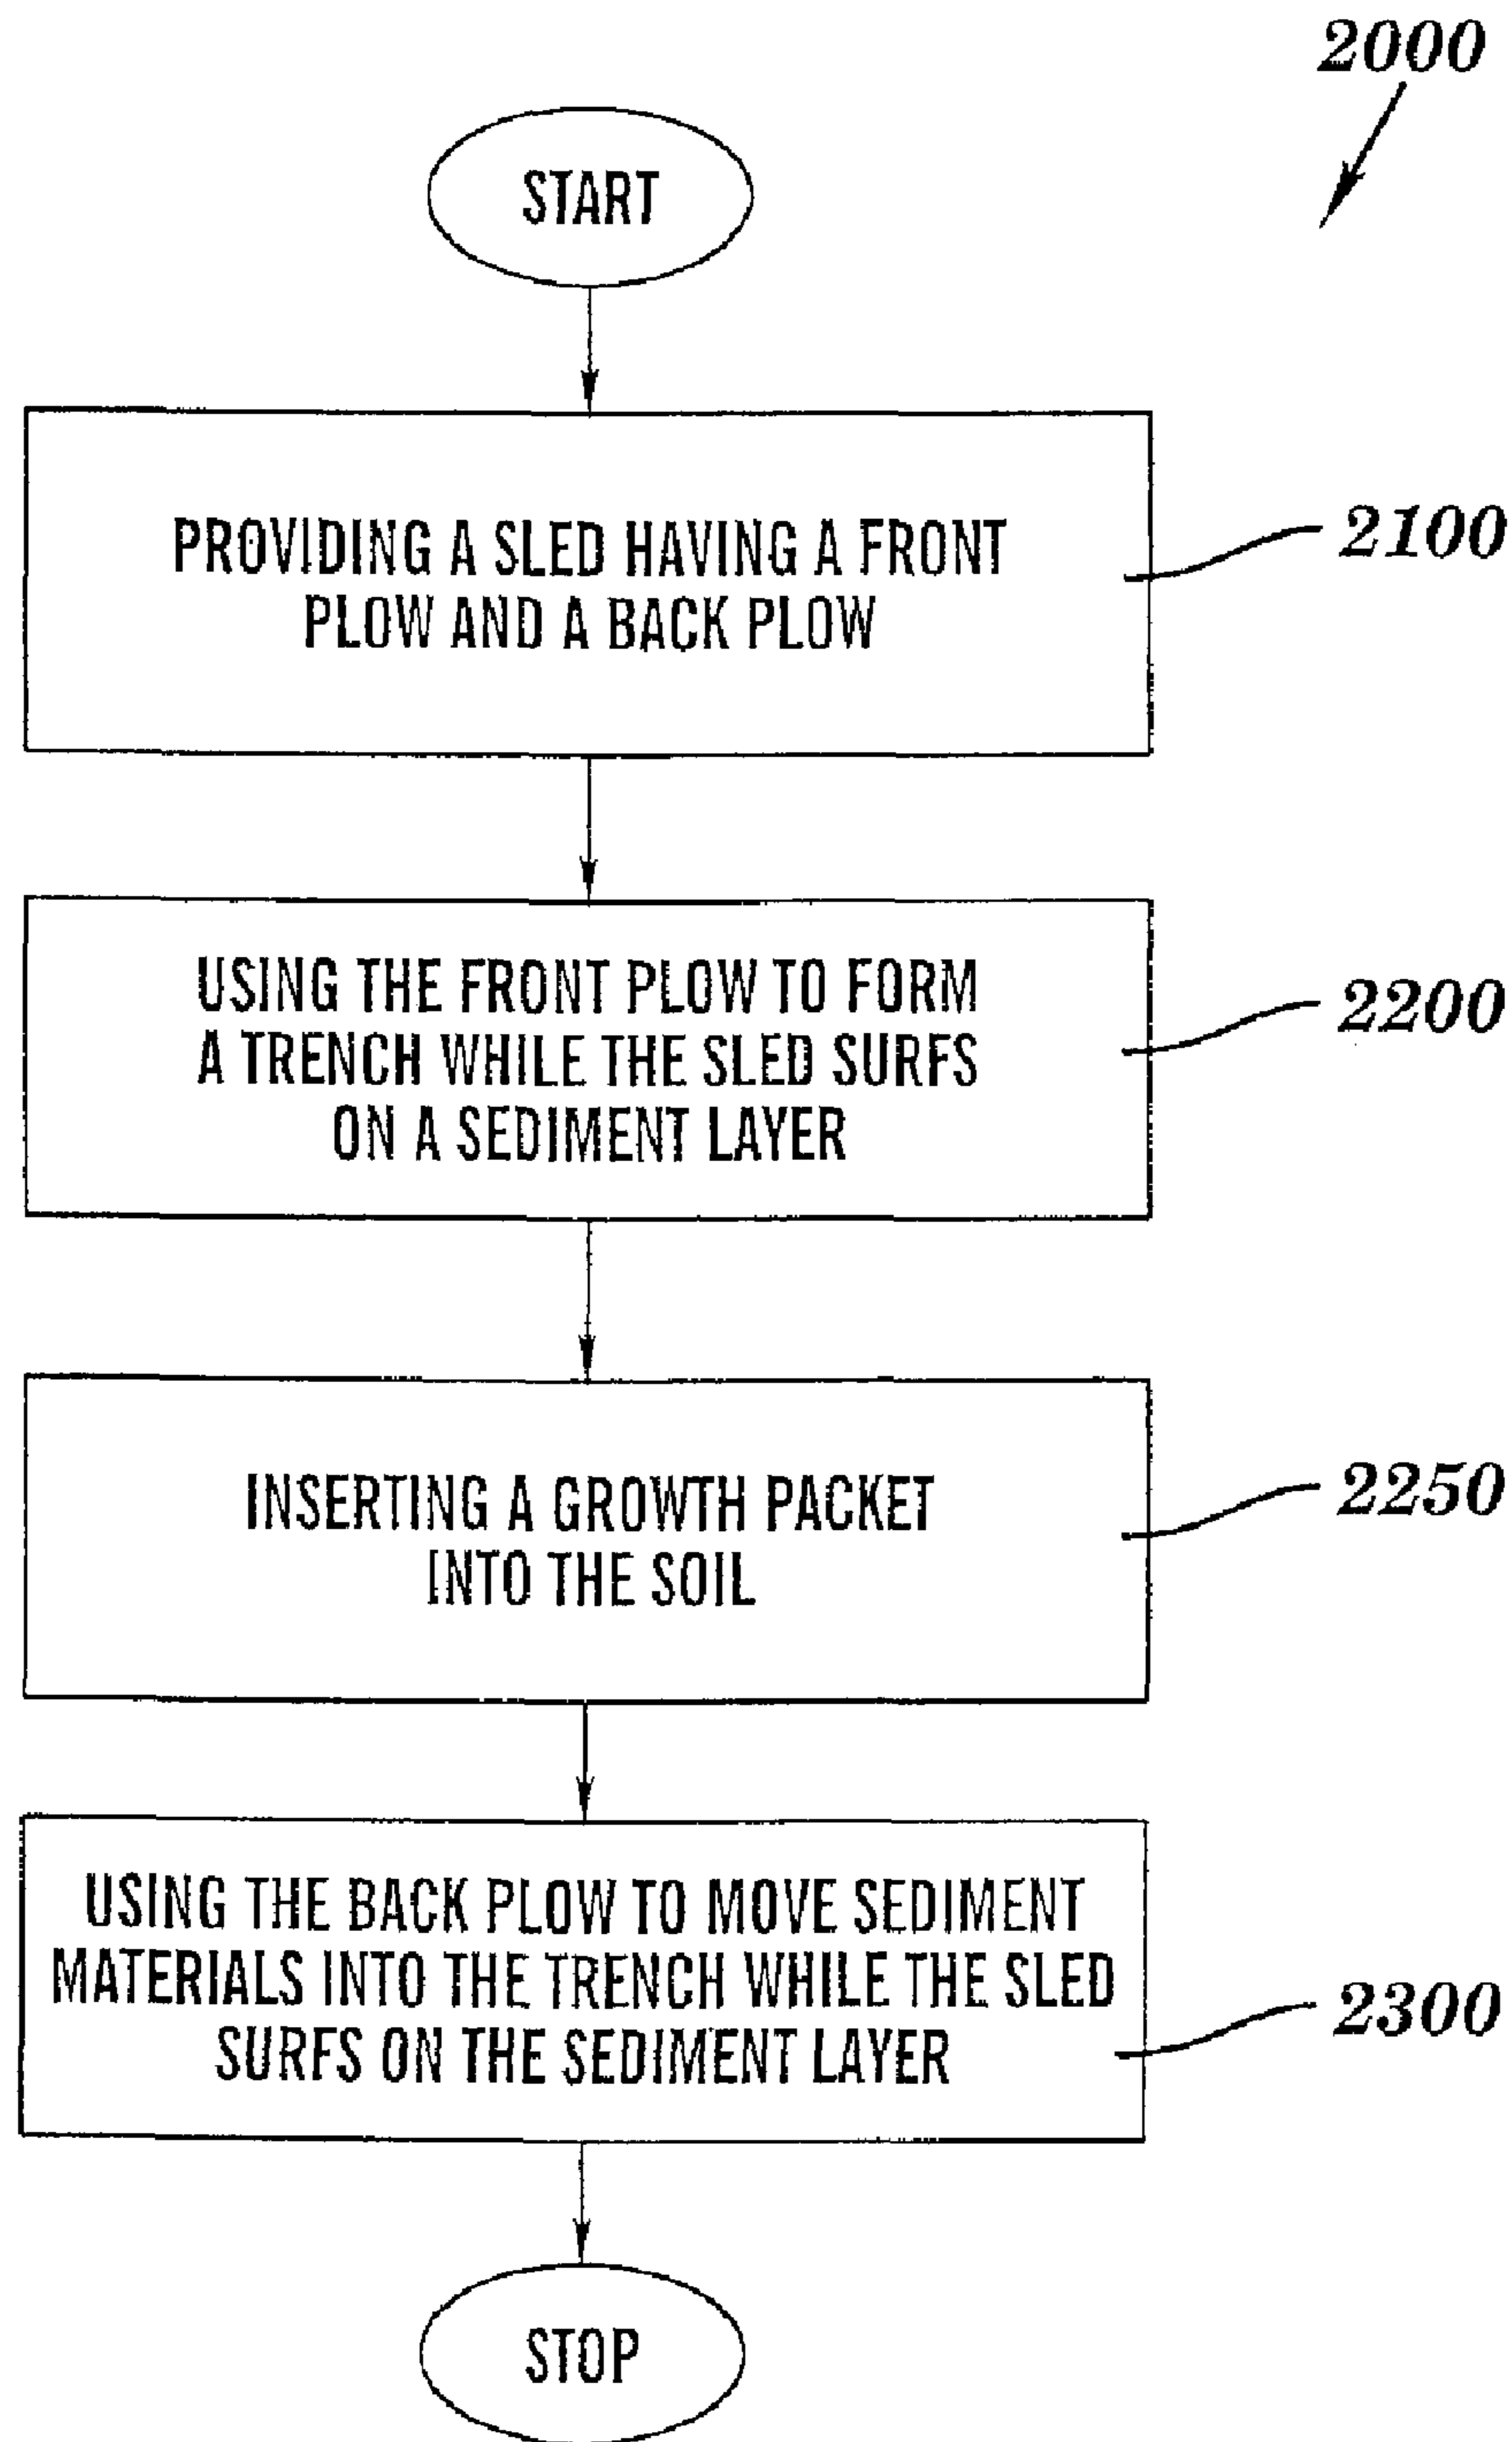 2000
START
PROVIDING A SLED HAVING A FRONT
PLOW AND A BACK PLOW
2100
USING THE FRONT PLOW TO FORM
A TRENCH WHILE THE SLED SURFS
ON A SEDIMENT LAYER
2200
INSERTING A GROWTH PACKET
INTO THE SOIL
2250
USING THE BACK PLOW TO MOVE SEDIMENT
MATERIALS INTO THE TRENCH WHILE THE SLED
SURFS ON THE SEDIMENT LAYER
2300
STOP